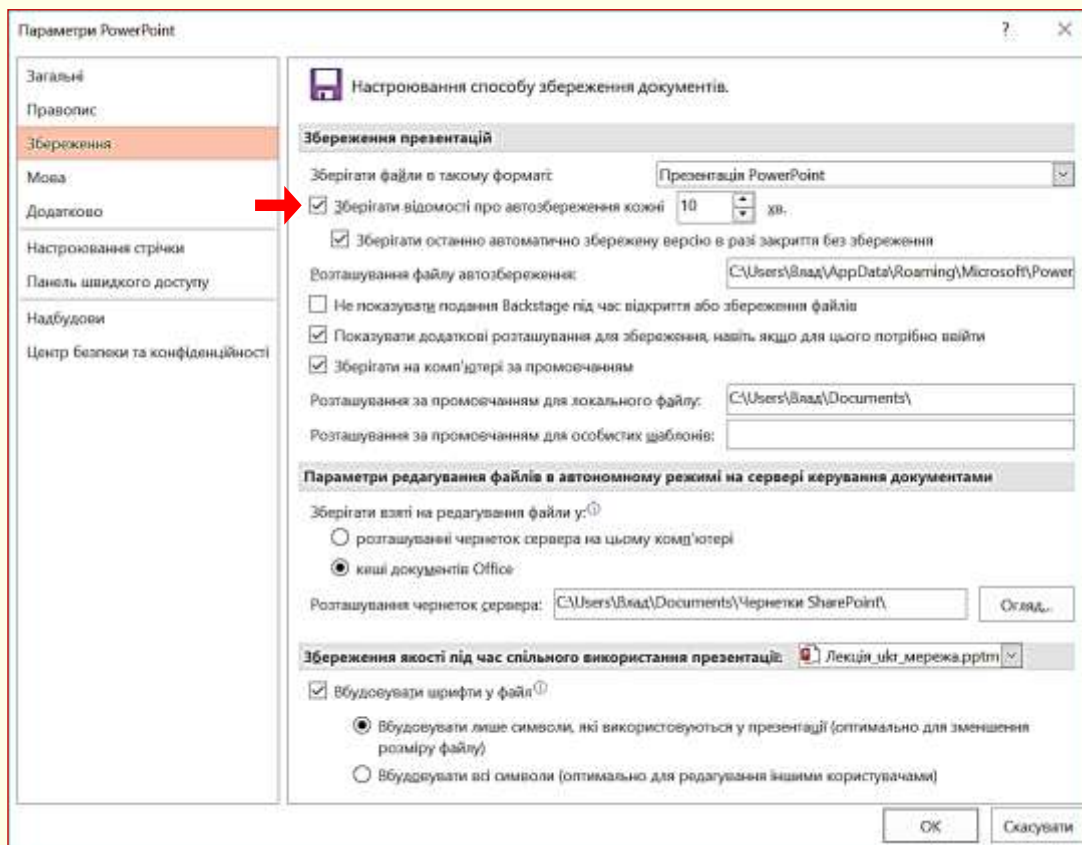 Параметри PowerPoint
Загальні
Правопис
Збереження
Мова
Додатково
Настроювання стрічки
Панель швидкого доступу
Надбудови
Центр безпеки та конфіденційності
Настроювання способу збереження документів.
Збереження презентацій
Зберігати файли в такому форматі: Презентація PowerPoint
Зберігати відомості про автозбереження кожні 10 хв.
Зберігати останню автоматично збережену версію в разі закриття без збереження
Розташування файлу автозбереження: C:\Users\Влад\AppData\Roaming\Microsoft\Power
Не показувати подання Backstage під час відкриття або збереження файлів
Показувати додаткові розташування для збереження, навіть якщо для цього потрібно ввійти
Зберігати на комп'ютері за промовчанням
Розташування за промовчанням для локального файлу: C:\Users\Влад\Documents\
Розташування за промовчанням для особистих шаблонів:
Параметри редагування файлів в автономному режимі на сервері керування документами
Зберігати взяті на редагування файли у:
розташуванні чернеток сервера на цьому комп'ютері
кеші документів Office
Розташування чернеток сервера: C:\Users\Влад\Documents\Чернетки SharePoint\ Огляд...
Збереження якості під час спільного використання презентації: Лекція_ukr_мережа.pptm
Вбудовувати шрифти у файл
Вбудовувати лише символи, які використовуються у презентації (оптимально для зменшення
розміру файлу)
Вбудовувати всі символи (оптимально для редагування іншими користувачами)
ОК Скасувати